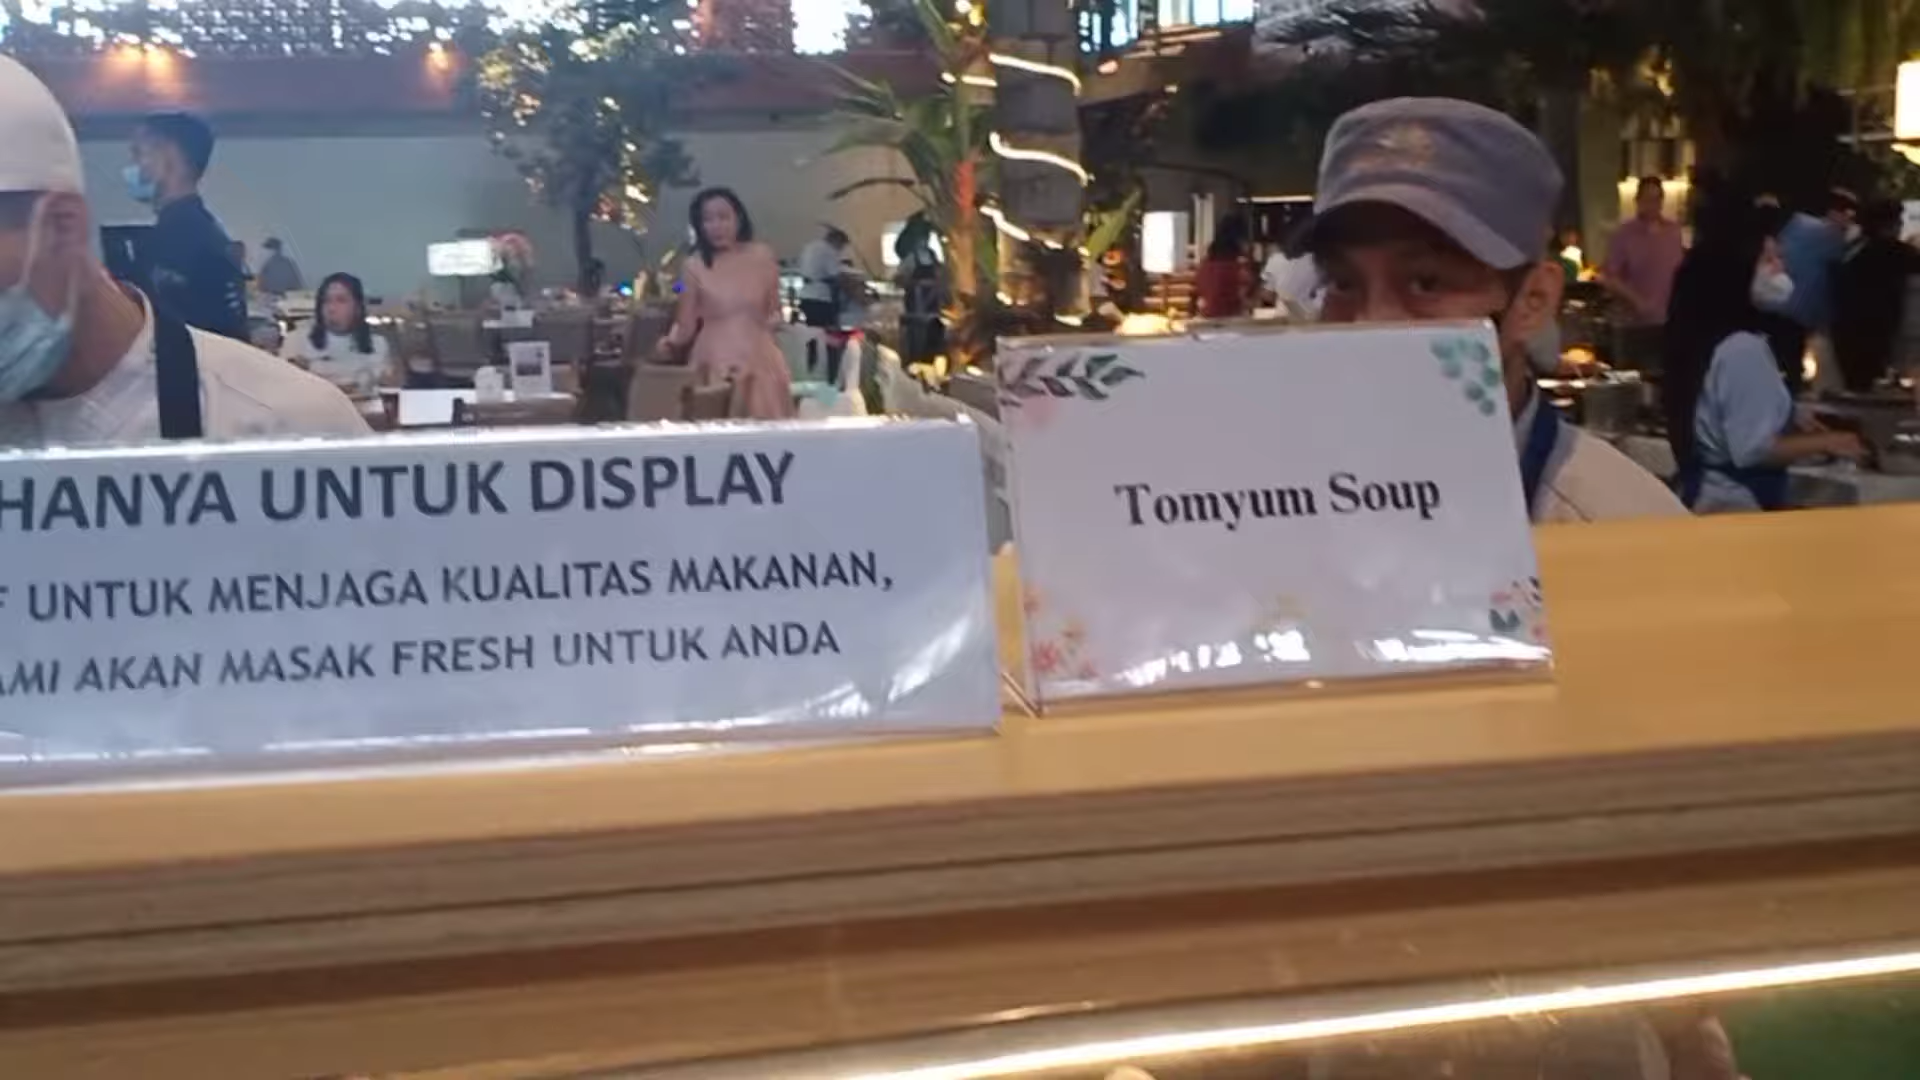 HANYA UNTUK DISPLAY
UNTUK MENJAGA KUALITAS MAKANAN,
AKAN MASAK FRESH UNTUK ANDA
Tomyum Soup